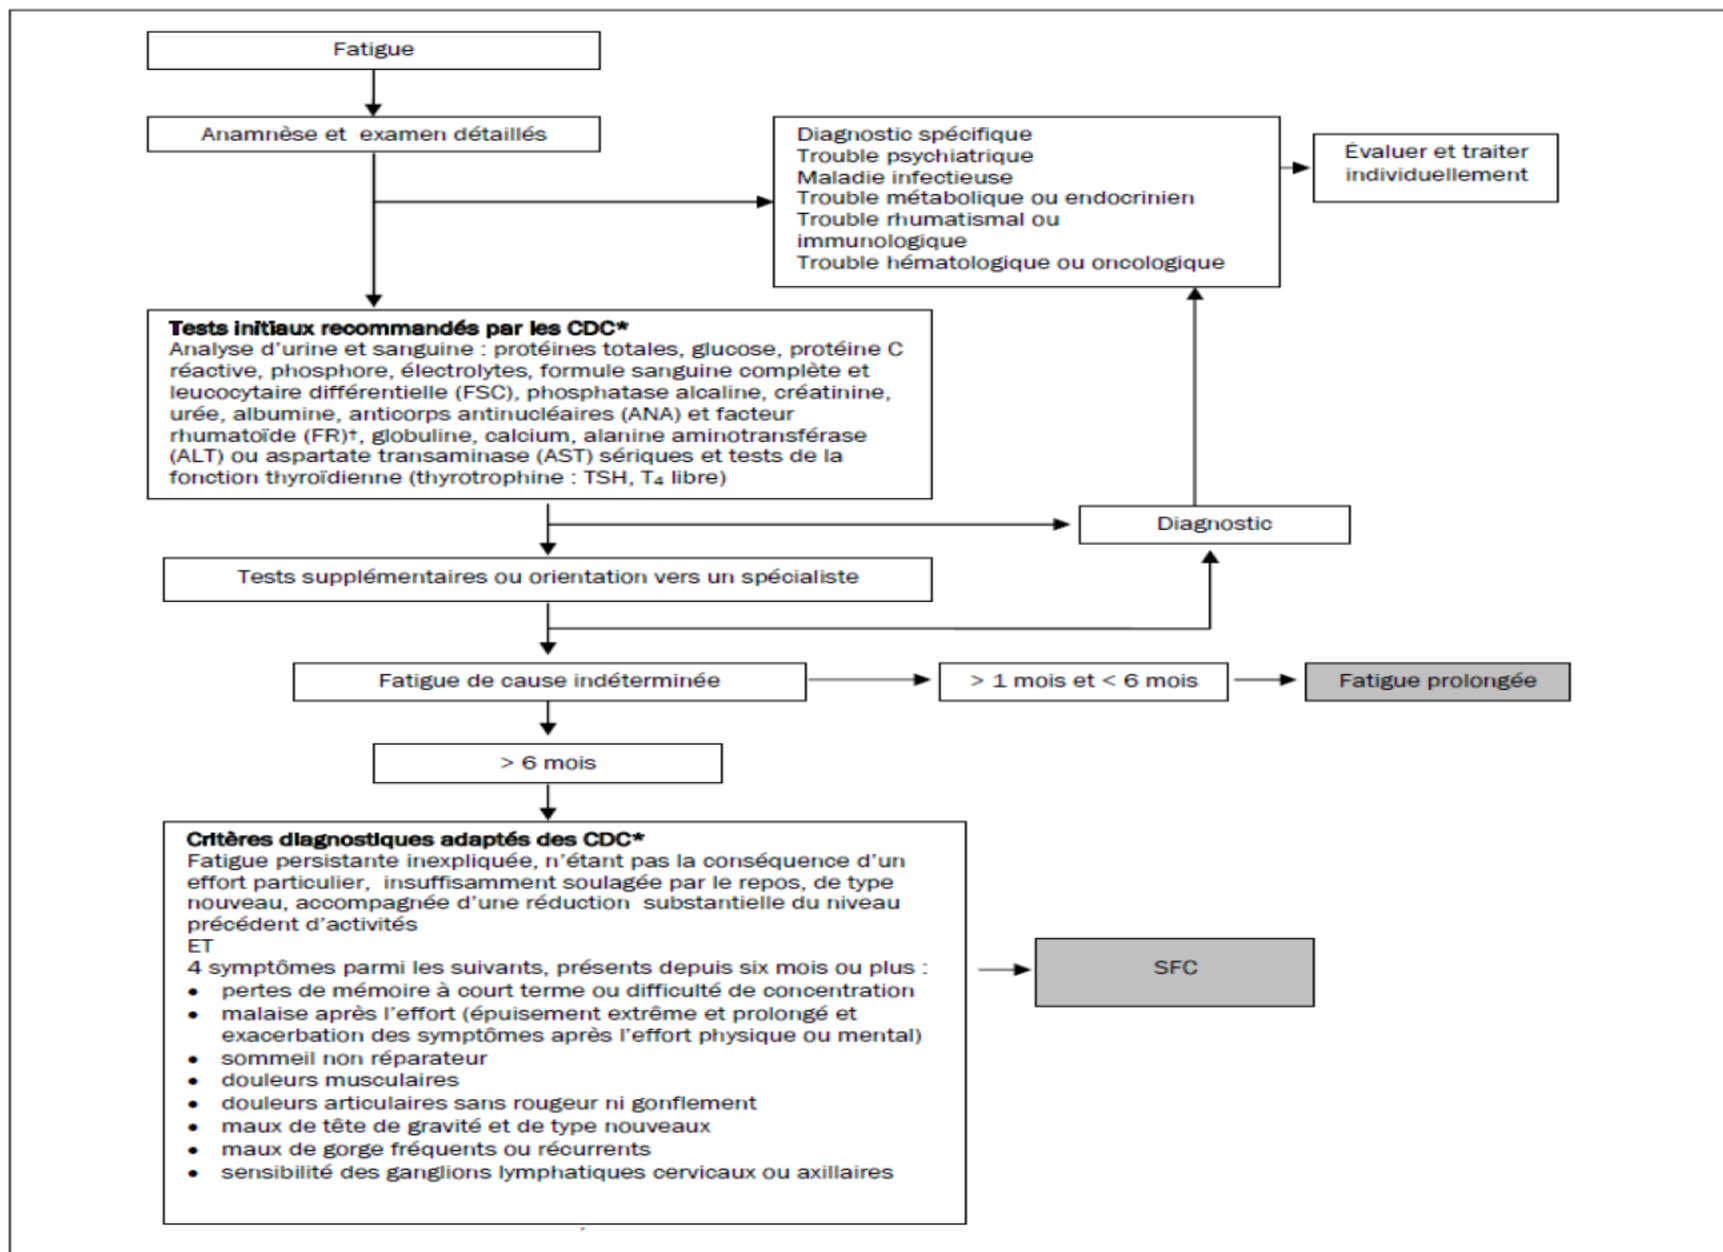 Fatigue
Anamnèse et examen détaillés
Diagnostic spécifique
Trouble psychiatrique
Maladie infectieuse
Trouble métabolique ou endocrinien
Trouble rhumatismal ou
immunologique
Trouble hématologique ou oncologique
Évaluer et traiter
individuellement
Tests initiaux recommandés par les CDC*
Analyse d'urine et sanguine : protéines totales, glucose, protéine C
réactive, phosphore, électrolytes, formule sanguine complète et
leucocytaire différentielle (FSC), phosphatase alcaline, créatinine,
urée, albumine, anticorps antinucléaires (ANA) et facteur
rhumatoïde (FR)†, globuline, calcium, alanine aminotransférase
(ALT) ou aspartate transaminase (AST) sériques et tests de la
fonction thyroïdienne (thyrotrophine : TSH, T₄ libre)
Diagnostic
Tests supplémentaires ou orientation vers un spécialiste
Fatigue de cause indéterminée
> 1 mois et < 6 mois
Fatigue prolongée
> 6 mois
Critères diagnostiques adaptés des CDC*
Fatigue persistante inexpliquée, n'étant pas la conséquence d'un
effort particulier, insuffisamment soulagée par le repos, de type
nouveau, accompagnée d'une réduction substantielle du niveau
précédent d'activités
ET
4 symptômes parmi les suivants, présents depuis six mois ou plus :
• pertes de mémoire à court terme ou difficulté de concentration
• malaise après l'effort (épuisement extrême et prolongé et
exacerbation des symptômes après l'effort physique ou mental)
• sommeil non réparateur
• douleurs musculaires
• douleurs articulaires sans rougeur ni gonflement
• maux de tête de gravité et de type nouveaux
• maux de gorge fréquents ou récurrents
• sensibilité des ganglions lymphatiques cervicaux ou axillaires
SFC